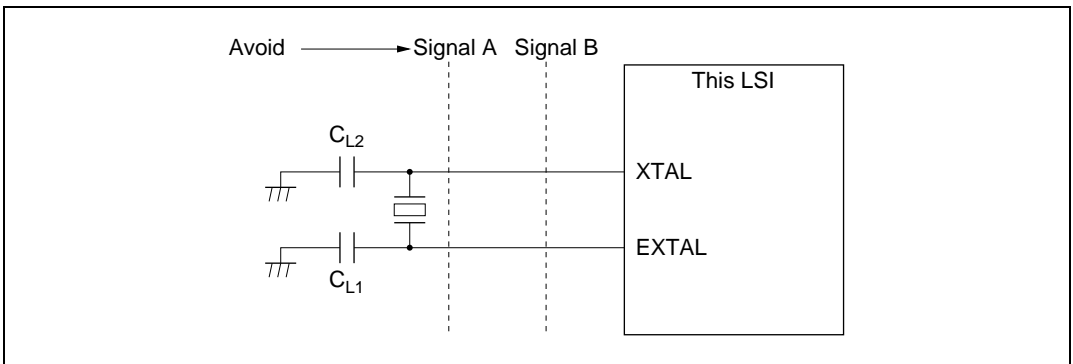 Avoid Signal A Signal B
This LSI
CL2
XTAL
EXTAL
CL1